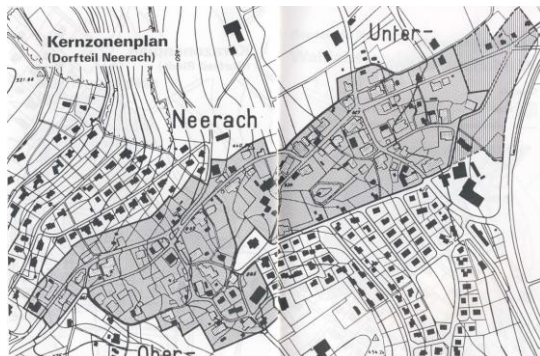 Kernzonenplan
(Dorfteil Neerach)
Unter-
Neerach
Ober-